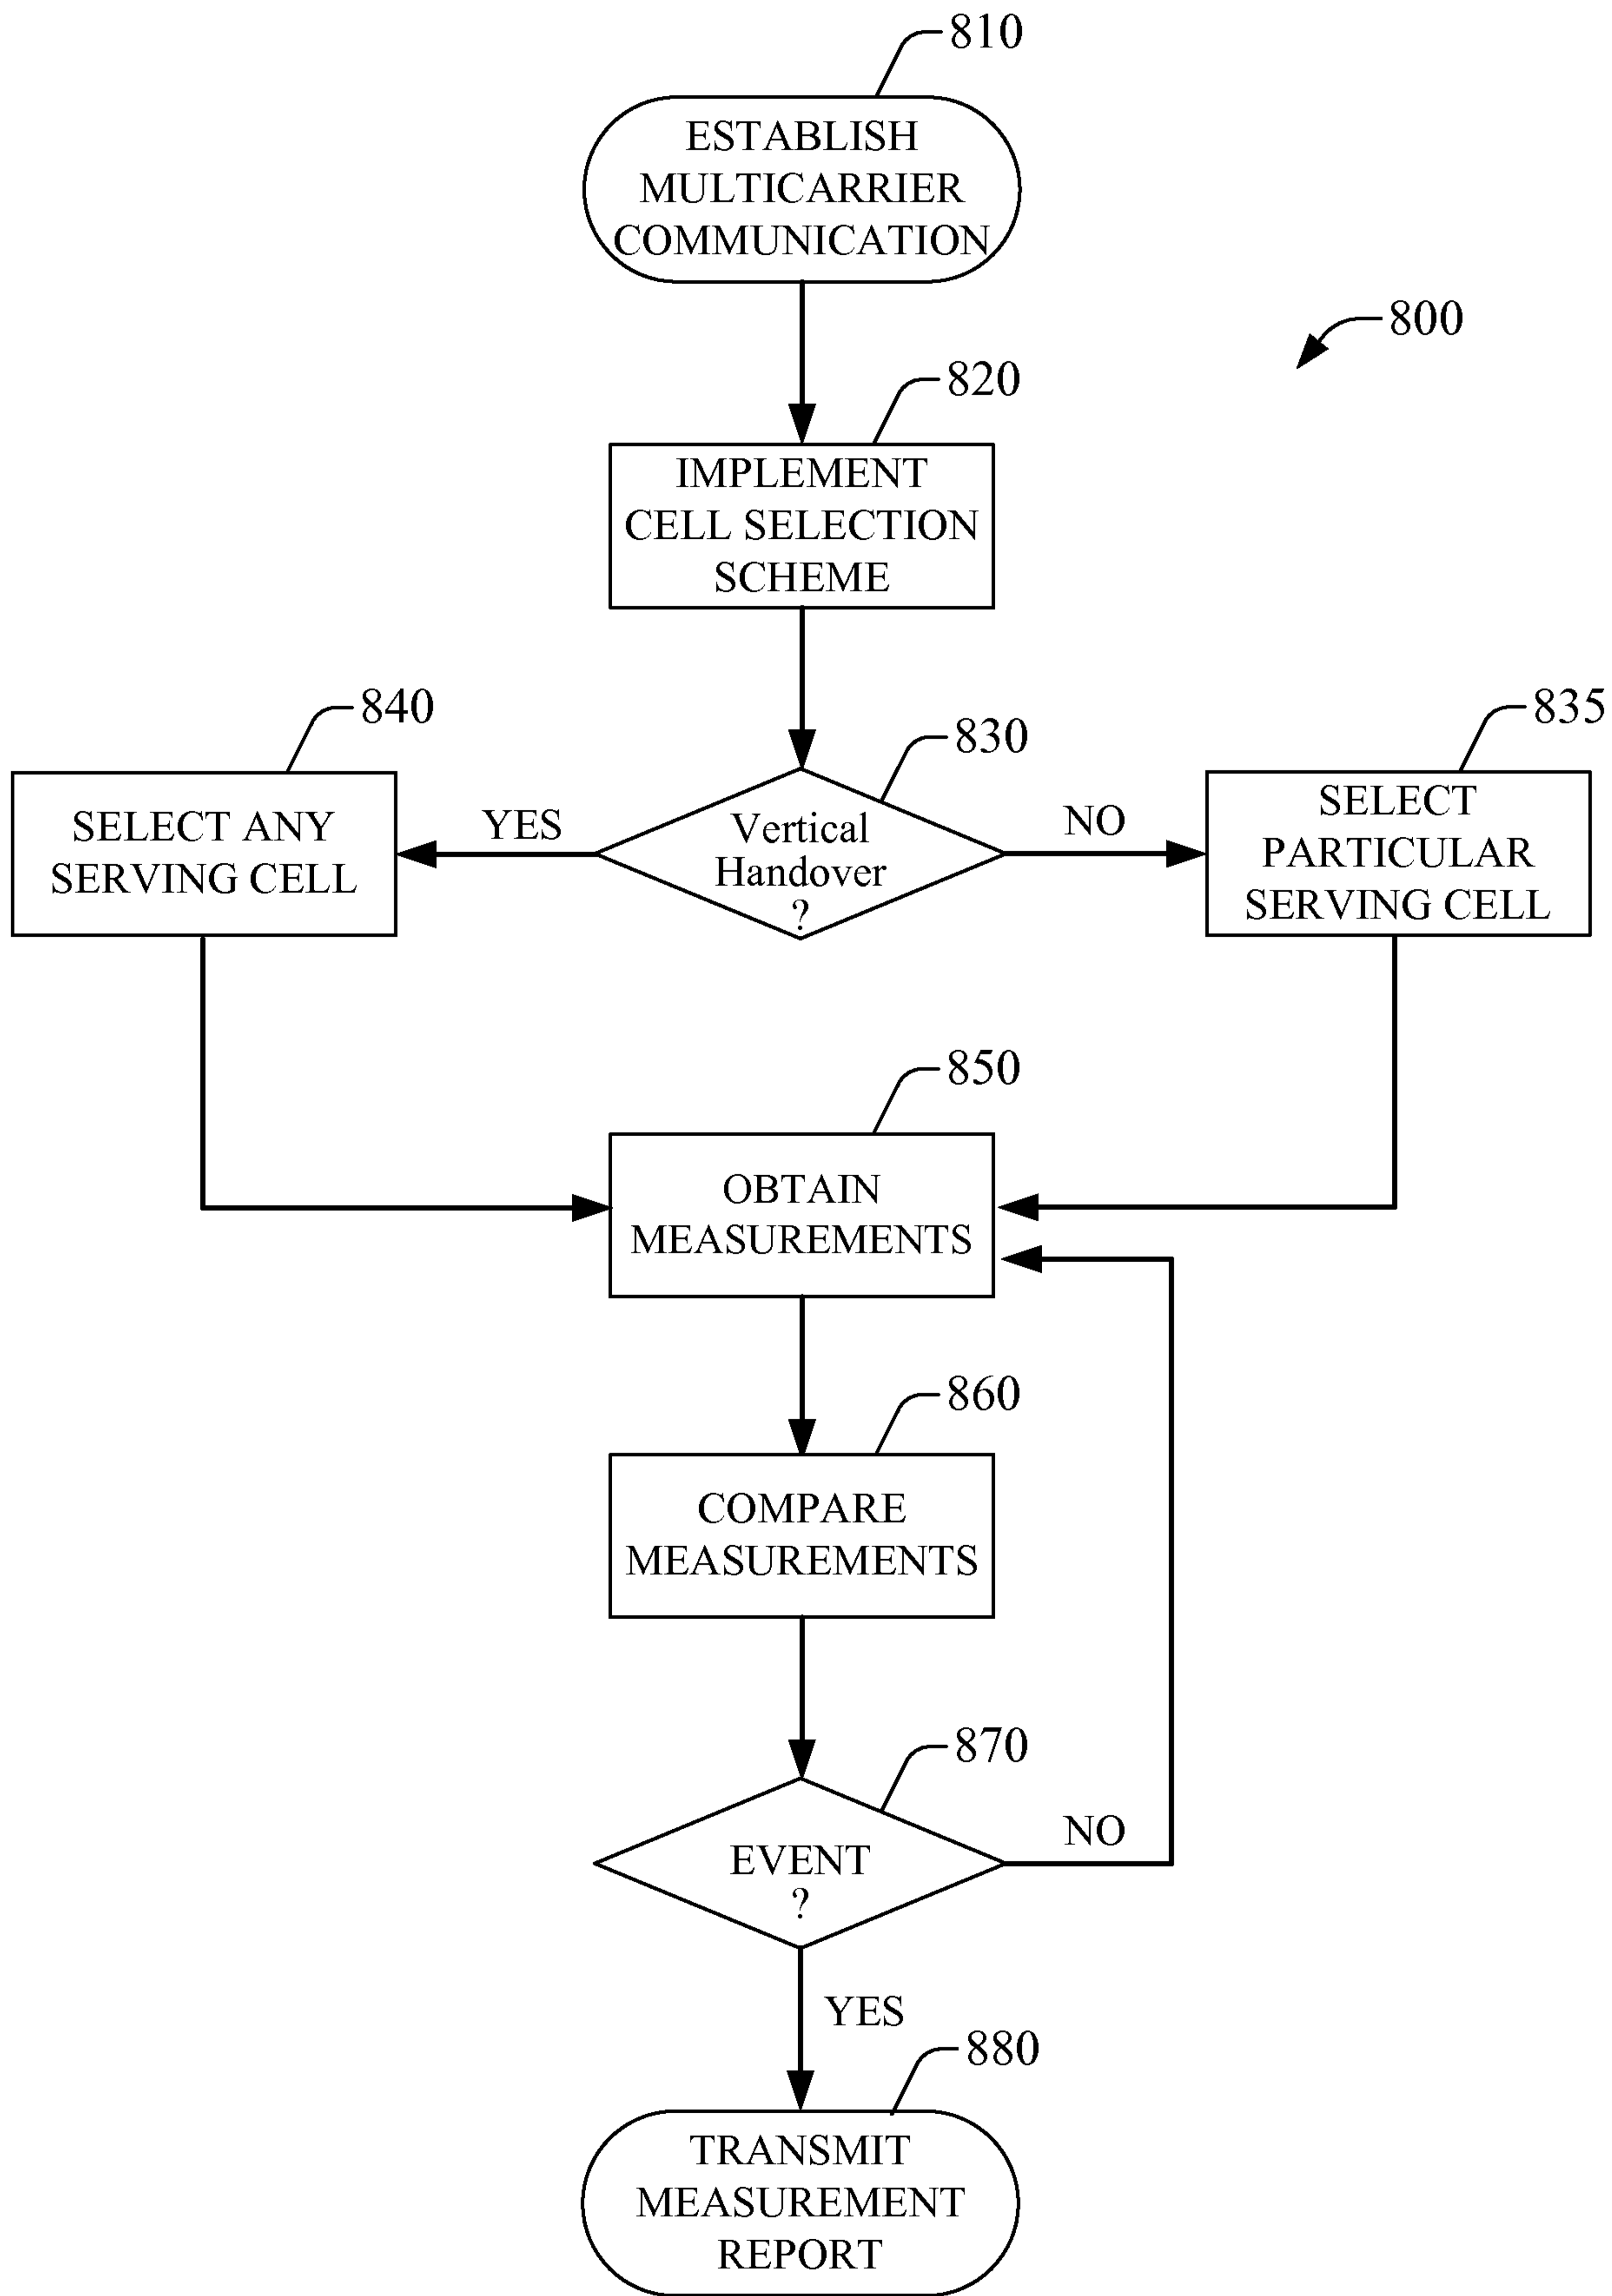 810
ESTABLISH
MULTICARRIER
COMMUNICATION
800
820
IMPLEMENT
CELL SELECTION
SCHEME
840
830
835
SELECT ANY
SERVING CELL
YES
Vertical
Handover
?
NO
SELECT
PARTICULAR
SERVING CELL
850
OBTAIN
MEASUREMENTS
860
COMPARE
MEASUREMENTS
870
EVENT
?
NO
YES
880
TRANSMIT
MEASUREMENT
REPORT